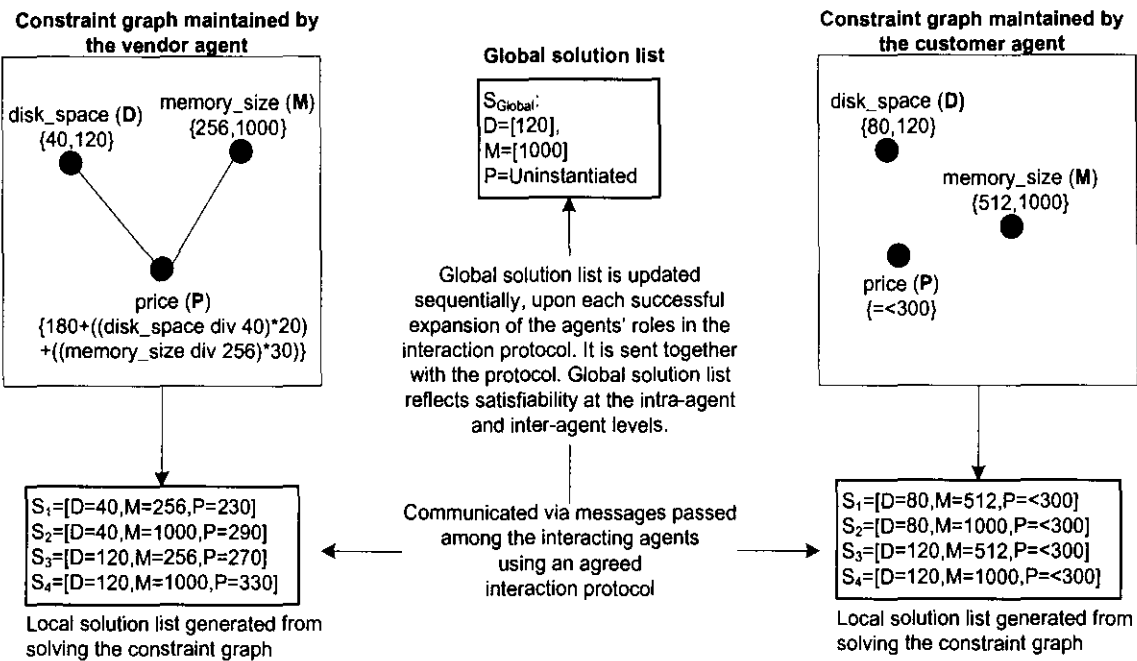 Constraint graph maintained by
the vendor agent
disk_space (D)
{40,120}
memory_size (M)
{256,1000}
price (P)
{180+((disk_space div 40)*20)
+((memory_size div 256)*30)}
S₁=[D=40,M=256,P=230]
S₂=[D=40,M=1000,P=290]
S₃=[D=120,M=256,P=270]
S₄=[D=120,M=1000,P=330]
Local solution list generated from
solving the constraint graph
Global solution list
S_Global:
D=[120],
M=[1000]
P=Uninstantiated
Global solution list is updated
sequentially, upon each successful
expansion of the agents' roles in the
interaction protocol. It is sent together
with the protocol. Global solution list
reflects satisfiability at the intra-agent
and inter-agent levels.
Communicated via messages passed
among the interacting agents
using an agreed
interaction protocol
Constraint graph maintained by
the customer agent
disk_space (D)
{80,120}
memory_size (M)
{512,1000}
price (P)
{=<300}
S₁=[D=80,M=512,P=<300]
S₂=[D=80,M=1000,P=<300]
S₃=[D=120,M=512,P=<300]
S₄=[D=120,M=1000,P=<300]
Local solution list generated from
solving the constraint graph